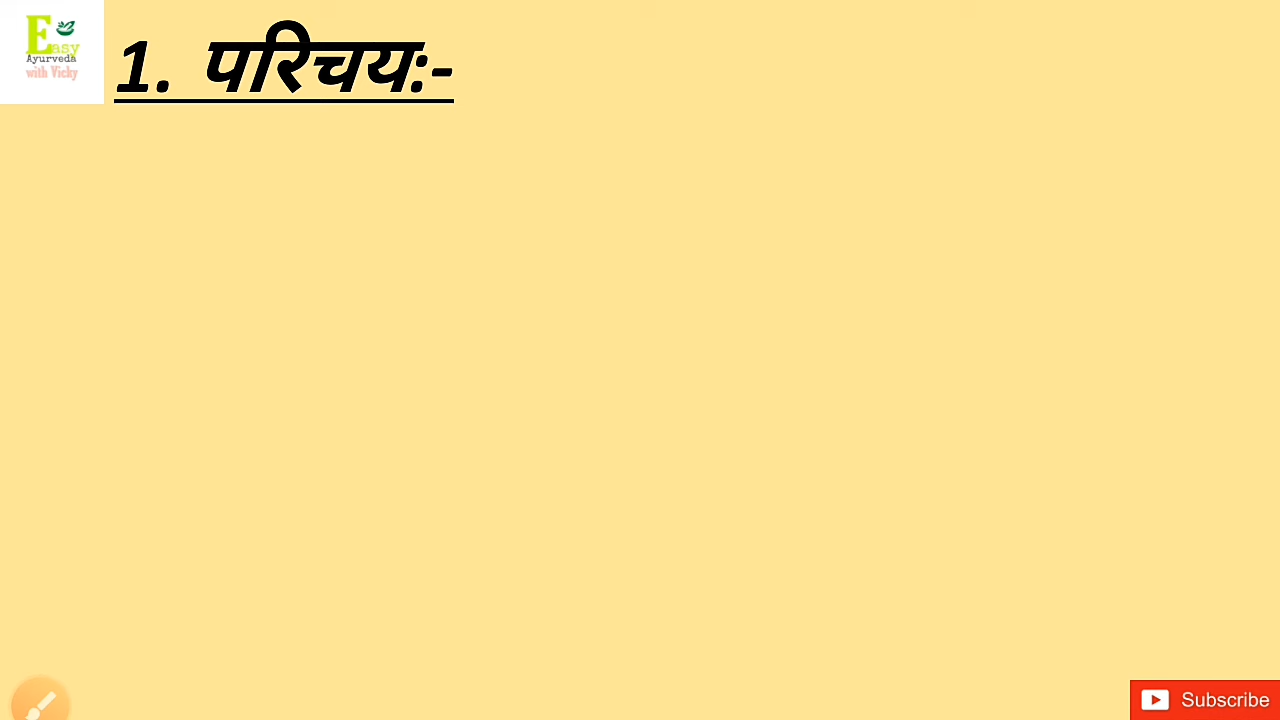 Easy
Ayurveda
with Vicky
1. परिचय:-
Subscribe